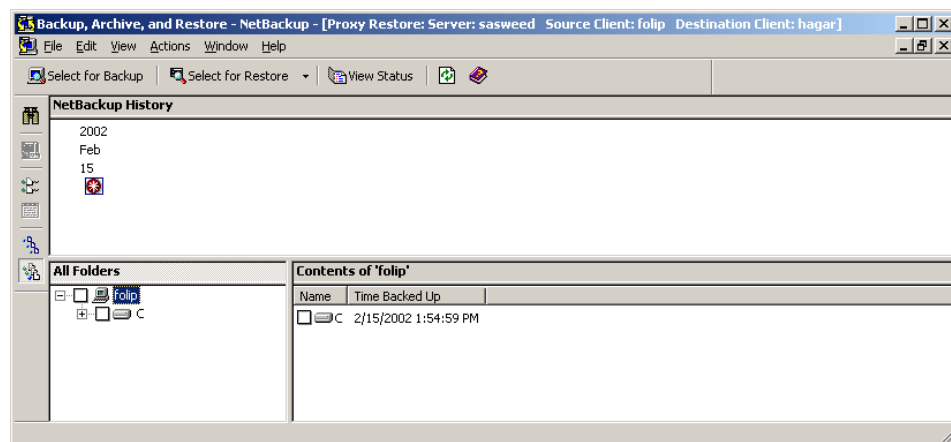 Backup, Archive, and Restore - NetBackup - [Proxy Restore: Server: sasweed   Source Client: folip   Destination Client: hagar]
File Edit View Actions Window Help
Select for Backup Select for Restore View Status
NetBackup History
2002
Feb
15
All Folders Contents of 'folip'
folip Name Time Backed Up
C C 2/15/2002 1:54:59 PM